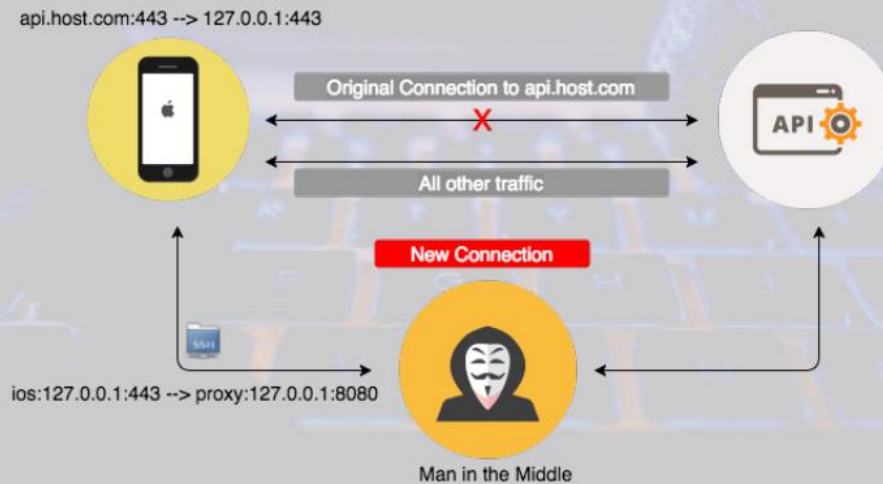 api.host.com:443 --> 127.0.0.1:443
Original Connection to api.host.com
X
API
All other traffic
New Connection
SSH
ios:127.0.0.1:443 --> proxy:127.0.0.1:8080
Man in the Middle